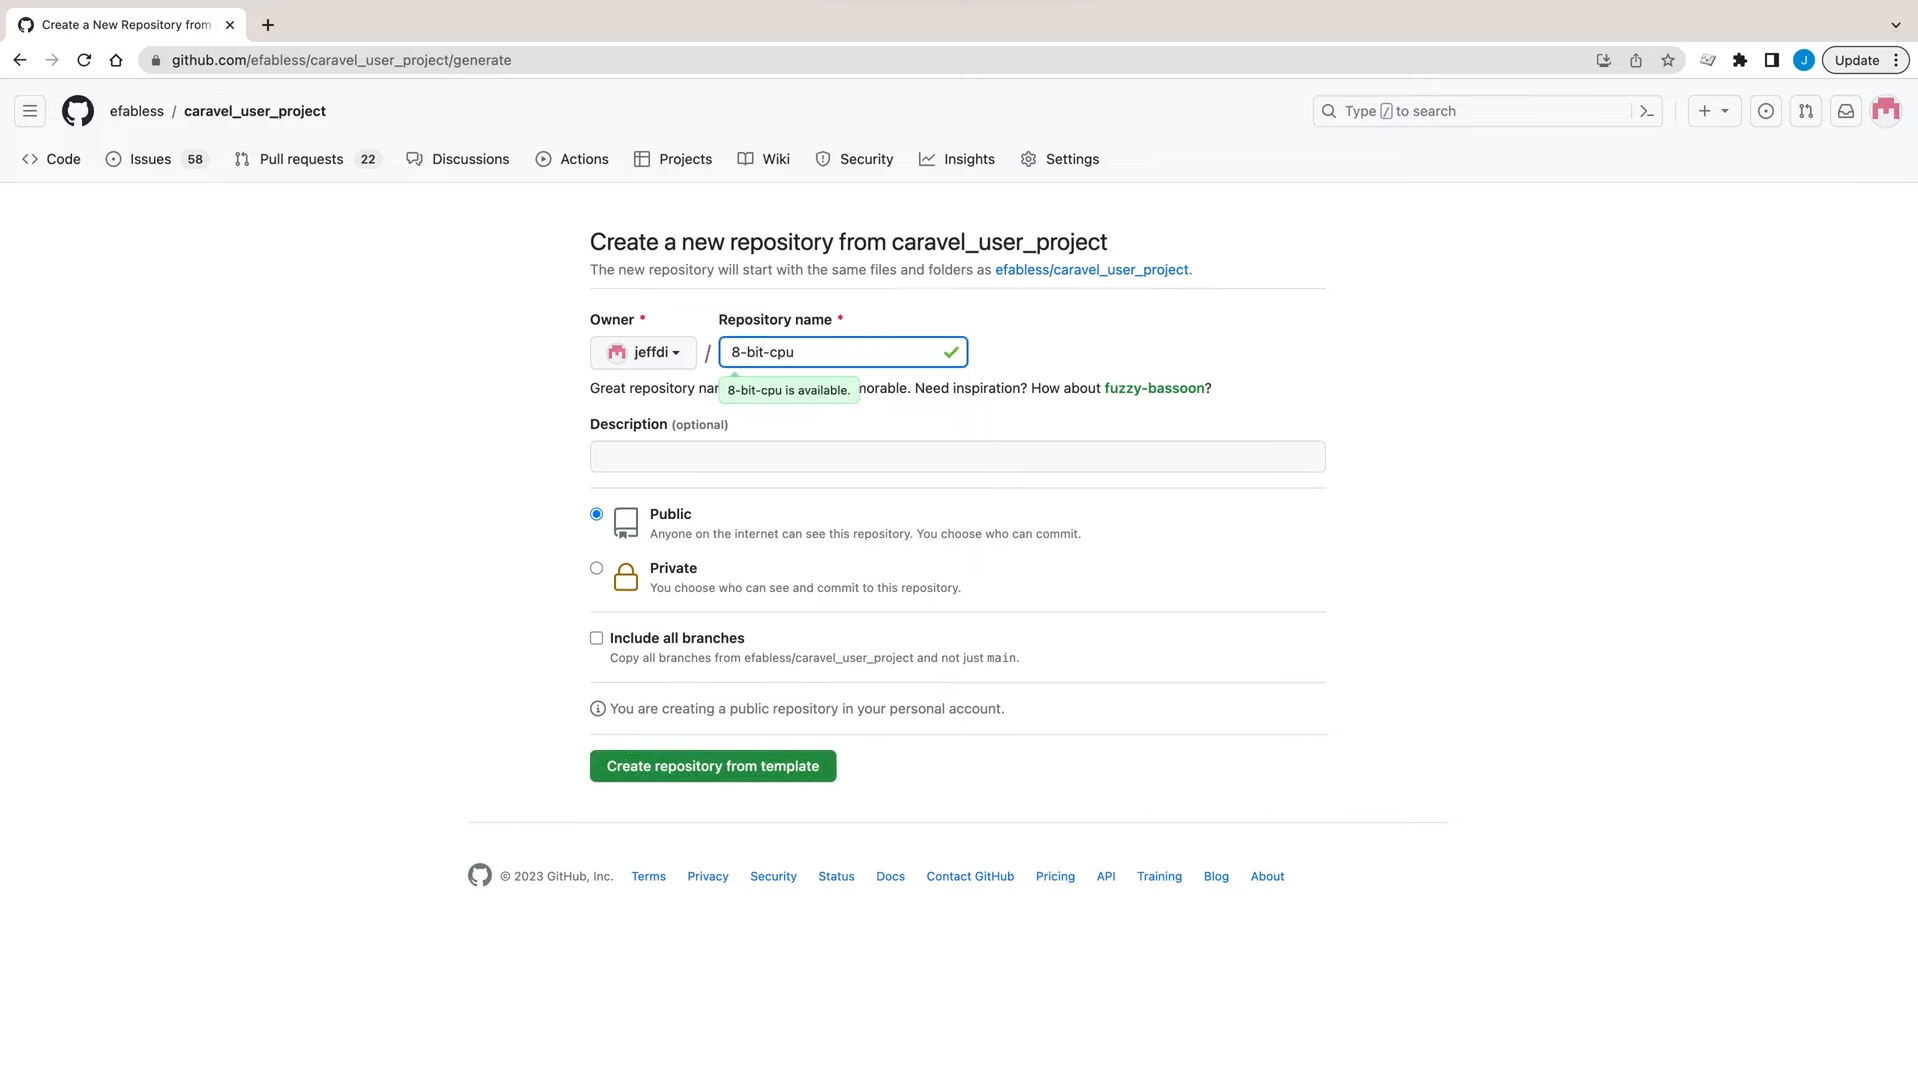 Create a New Repository from
github.com/efabless/caravel_user_project/generate
J
Update
efabless / caravel_user_project
Type / to search
Code
Issues 58
Pull requests 22
Discussions
Actions
Projects
Wiki
Security
Insights
Settings
Create a new repository from caravel_user_project
The new repository will start with the same files and folders as efabless/caravel_user_project.
Owner *
Repository name *
jeffdi
/
8-bit-cpu
Great repository nar
8-bit-cpu is available.
morable. Need inspiration? How about fuzzy-bassoon?
Description (optional)
Public
Anyone on the internet can see this repository. You choose who can commit.
Private
You choose who can see and commit to this repository.
Include all branches
Copy all branches from efabless/caravel_user_project and not just main.
You are creating a public repository in your personal account.
Create repository from template
© 2023 GitHub, Inc.
Terms
Privacy
Security
Status
Docs
Contact GitHub
Pricing
API
Training
Blog
About